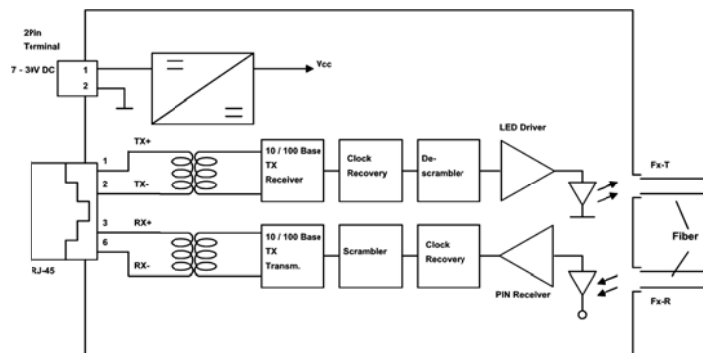 2Pin
Terminal
7 - 30V DC
1
2
Vcc
LED Driver
TX+
1
10 / 100 Base
TX
Receiver
Clock
Recovery
De-
scrambler
Fx-T
2
TX-
3
RX+
6
RX-
10 / 100 Base
TX
Transm.
Scrambler
Clock
Recovery
Fiber
RJ-45
PIN Receiver
Fx-R